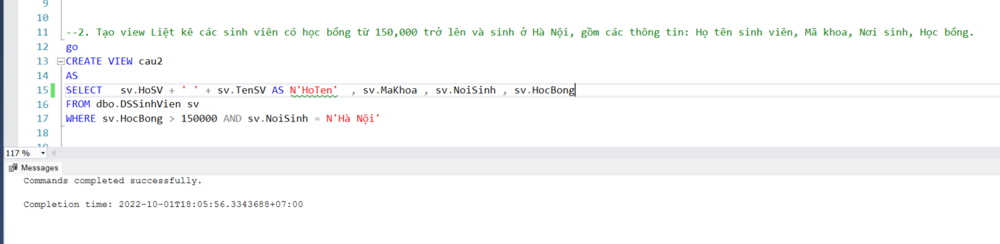 9
10
11 --2. Tạo view Liệt kê các sinh viên có học bổng từ 150,000 trở lên và sinh ở Hà Nội, gồm các thông tin: Họ tên sinh viên, Mã khoa, Nơi sinh, Học bổng.
12 go
13 CREATE VIEW cau2
14 AS
15 SELECT   sv.HoSV + ' ' + sv.TenSV AS N'HoTen'  , sv.MaKhoa , sv.NoiSinh , sv.HocBong
16 FROM dbo.DSSinhVien sv
17 WHERE sv.HocBong > 150000 AND sv.NoiSinh = N'Hà Nội'
18
117 %
Messages
Commands completed successfully.
Completion time: 2022-10-01T18:05:56.3343688+07:00